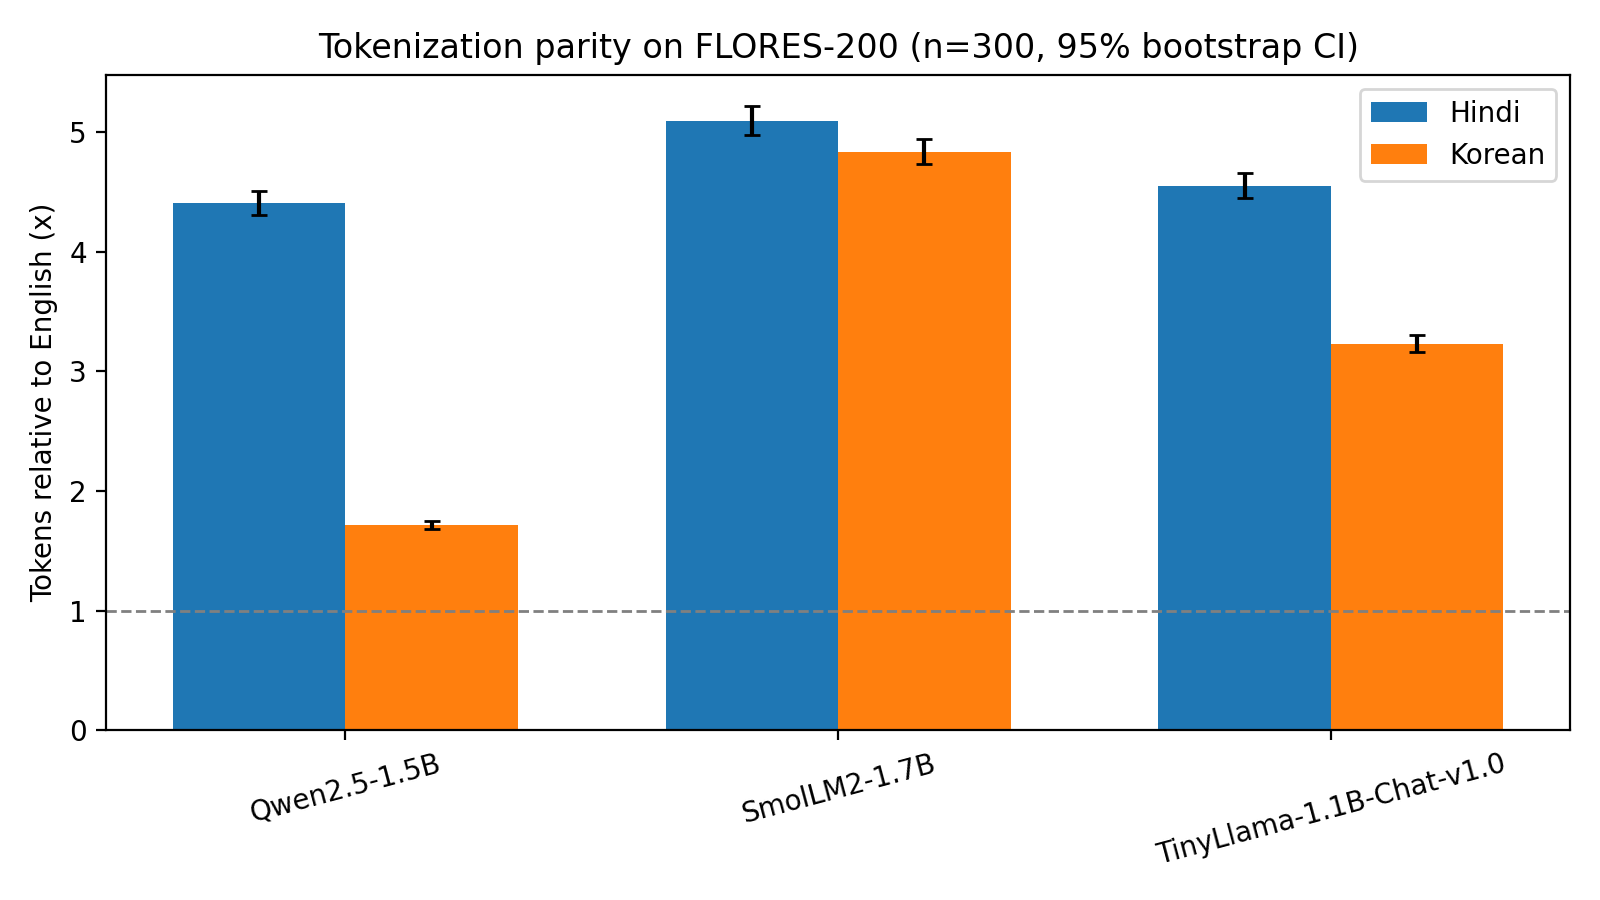 Tokenization parity on FLORES-200 (n=300, 95% bootstrap CI)
Tokens relative to English (x)
5
4
3
2
1
0
Hindi
Korean
Qwen2.5-1.5B
SmolLM2-1.7B
TinyLlama-1.1B-Chat-v1.0